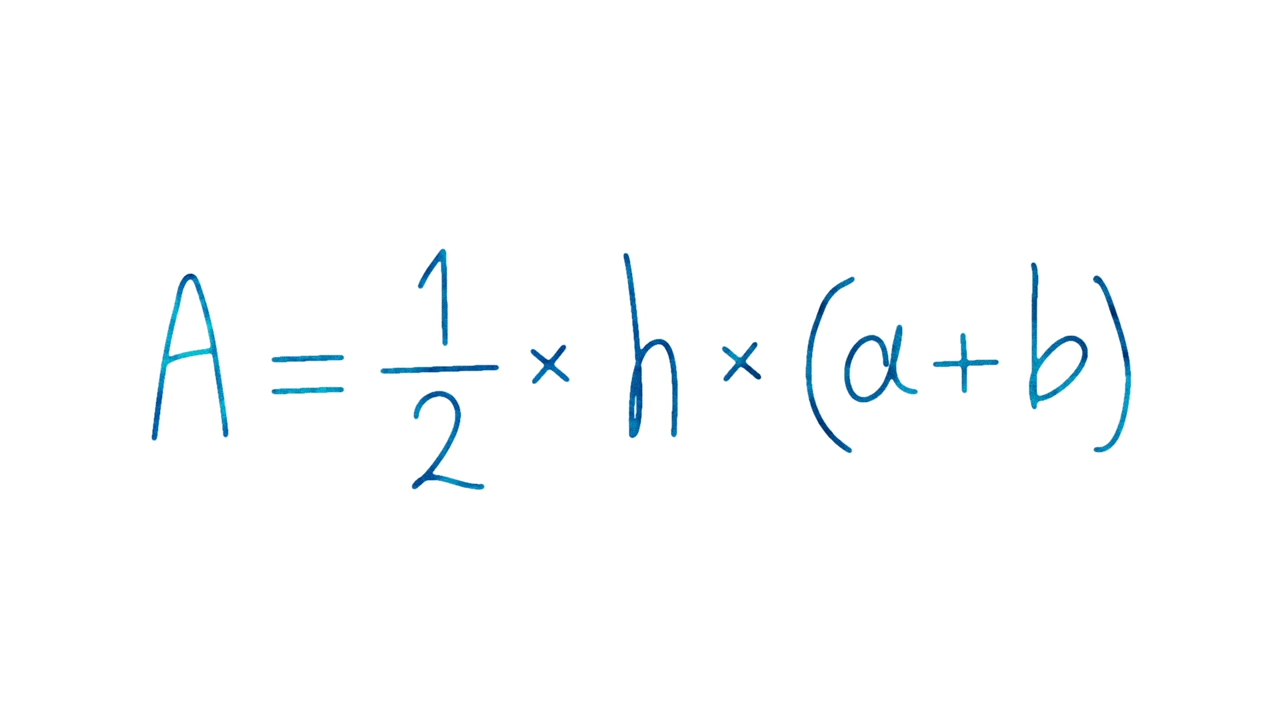 A = 1/2 × h × (a + b)